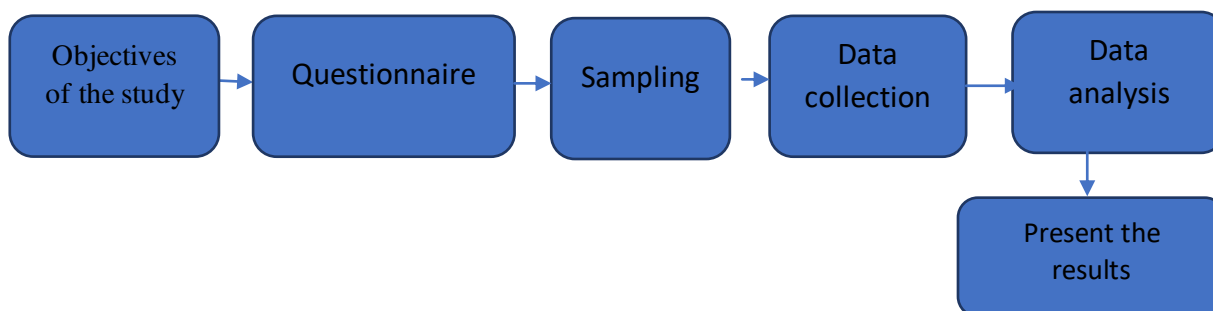 Objectives
of the study
Questionnaire
Sampling
Data
collection
Data
analysis
Present the
results